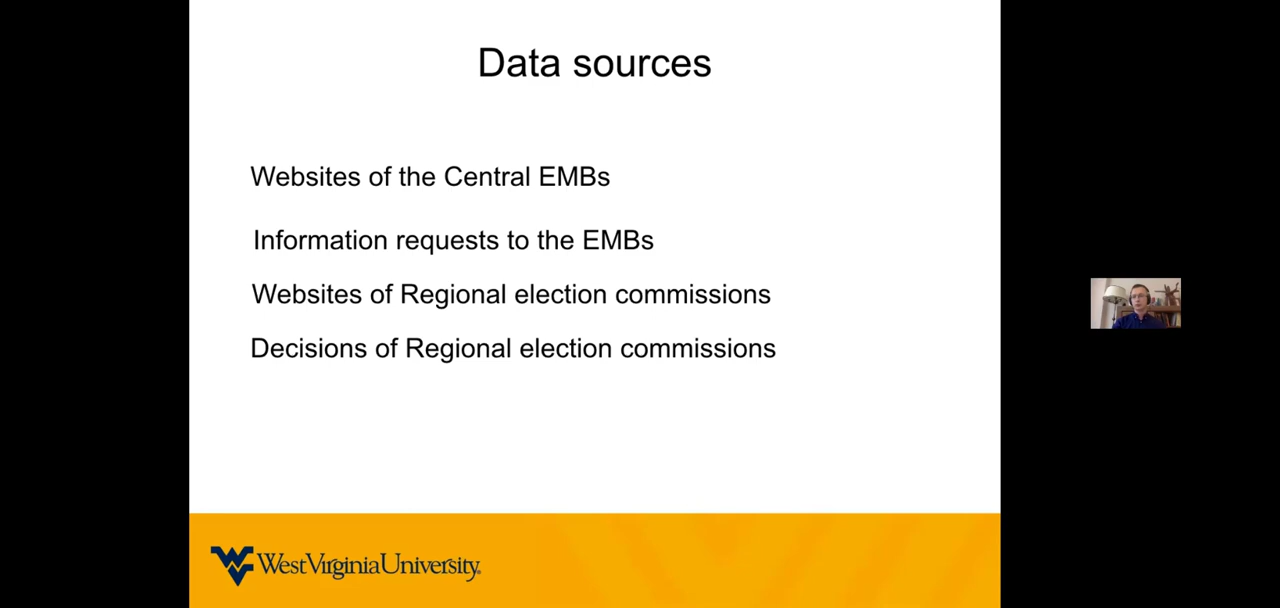 Data sources
Websites of the Central EMBs
Information requests to the EMBs
Websites of Regional election commissions
Decisions of Regional election commissions
WestVirginiaUniversity.